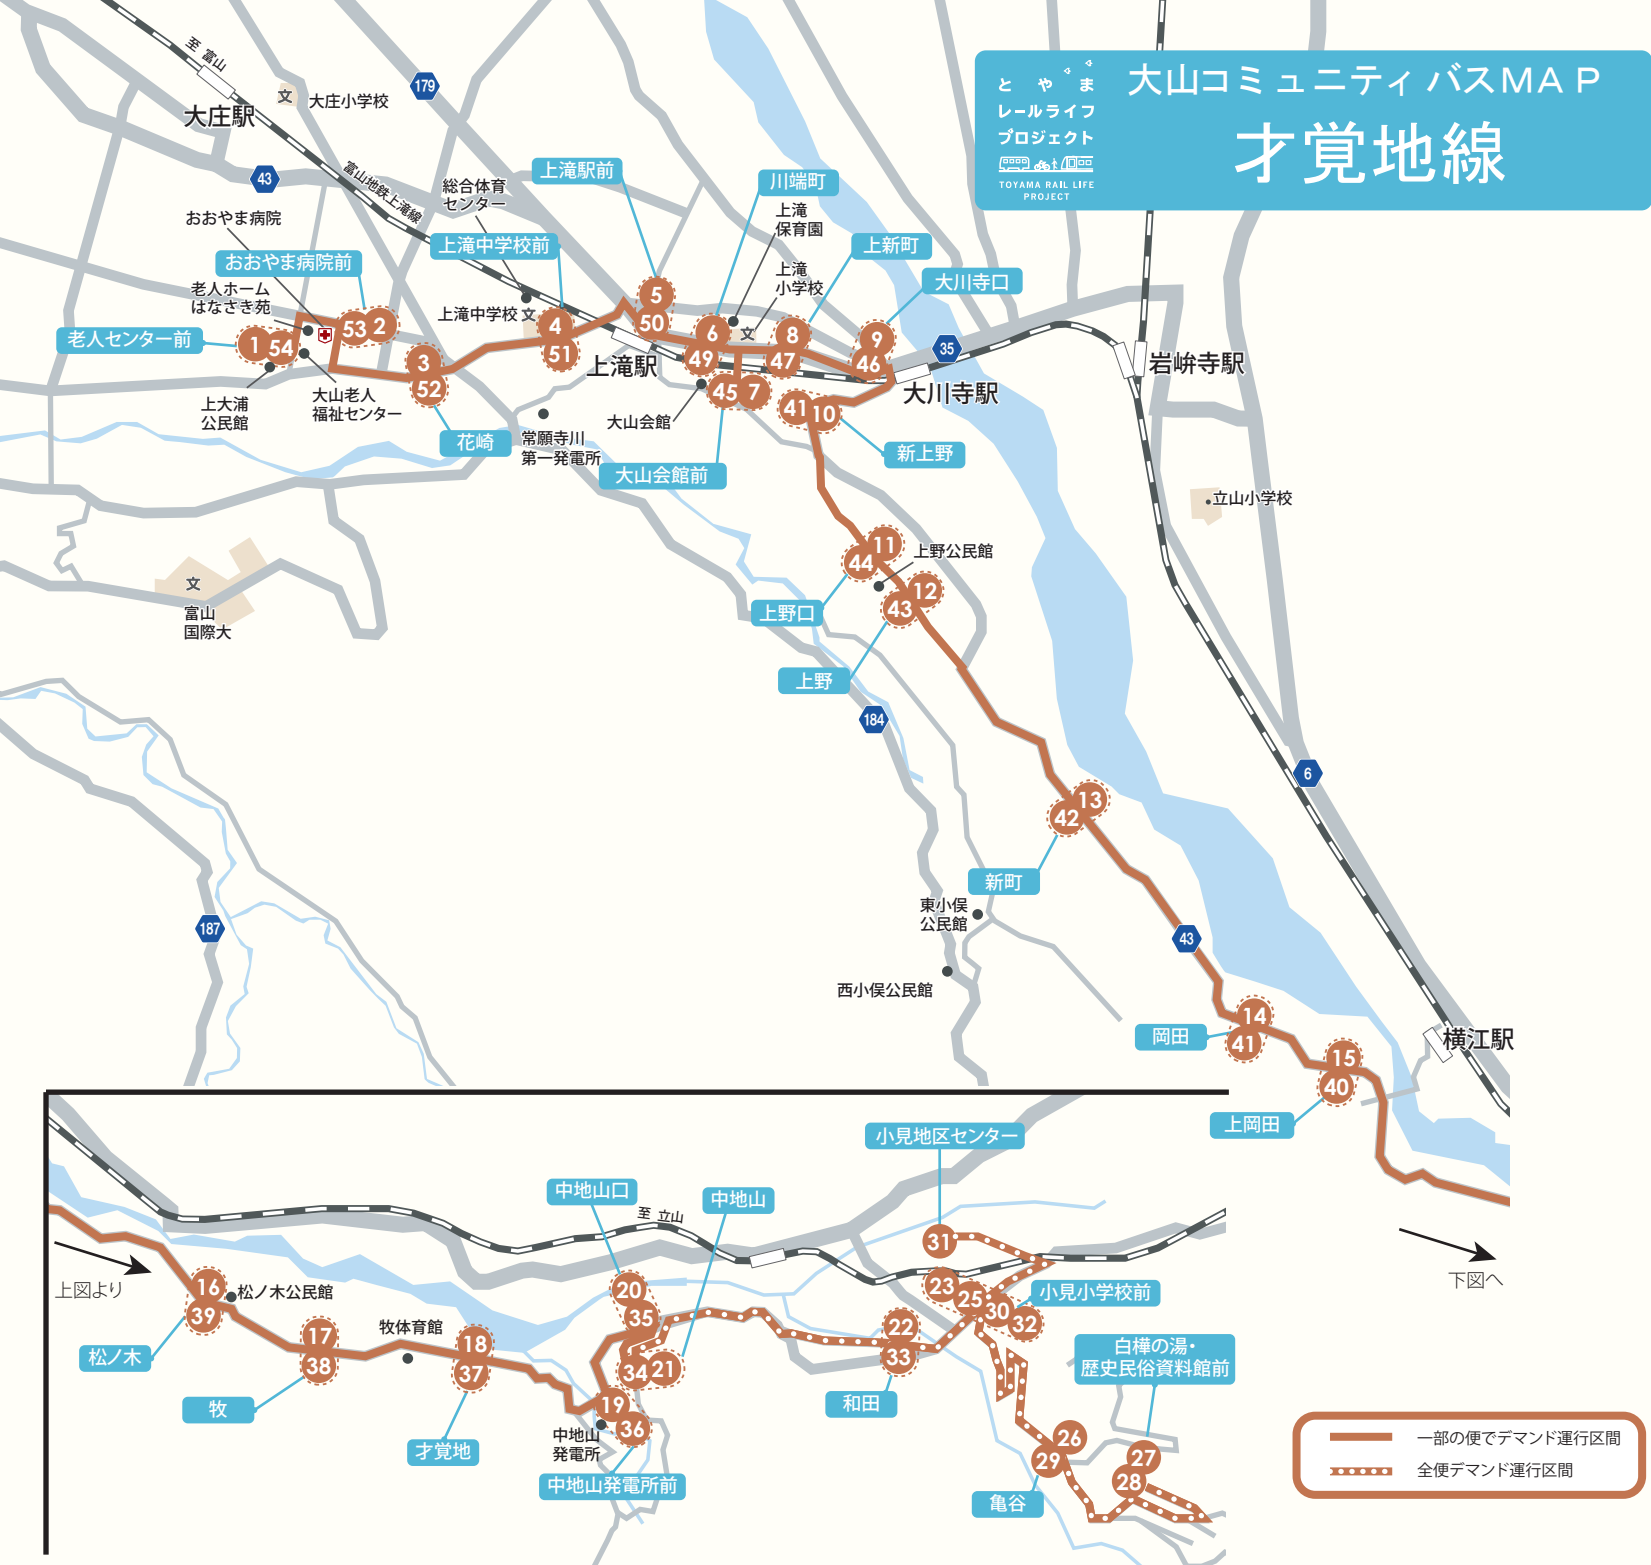 とやま
レールライフ
プロジェクト
TOYAMA RAIL LIFE
PROJECT
大山コミュニティバスMAP
才覚地線
至 富山
大庄駅
文
大庄小学校
179
43
富山地鉄上滝線
総合体育
センター
上滝駅前
川端町
上滝
保育園
上新町
大川寺口
おおやま病院
おおやま病院前
上滝中学校前
上滝
小学校
老人ホーム
はなさき苑
上滝中学校
文
文
老人センター前
1
54
53
2
3
52
4
51
5
50
6
49
8
47
9
46
45
7
41
10
35
上滝駅
大川寺駅
岩峅寺駅
上大浦
公民館
大山老人
福祉センター
花崎
常願寺川
第一発電所
大山会館
大山会館前
新上野
立山小学校
文
富山
国際大
11
44
上野公民館
12
43
上野口
上野
184
6
13
42
新町
東小俣
公民館
西小俣公民館
187
43
岡田
14
41
15
40
上岡田
横江駅
下図へ
上図より
16
39
松ノ木公民館
松ノ木
17
38
牧
牧体育館
18
37
才覚地
中地山口
中地山
至 立山
20
35
34
21
19
36
中地山
発電所
中地山発電所前
小見地区センター
31
23
25
30
32
小見小学校前
22
33
和田
白樺の湯・
歴史民俗資料館前
26
29
27
28
亀谷
一部の便でデマンド運行区間
全便デマンド運行区間